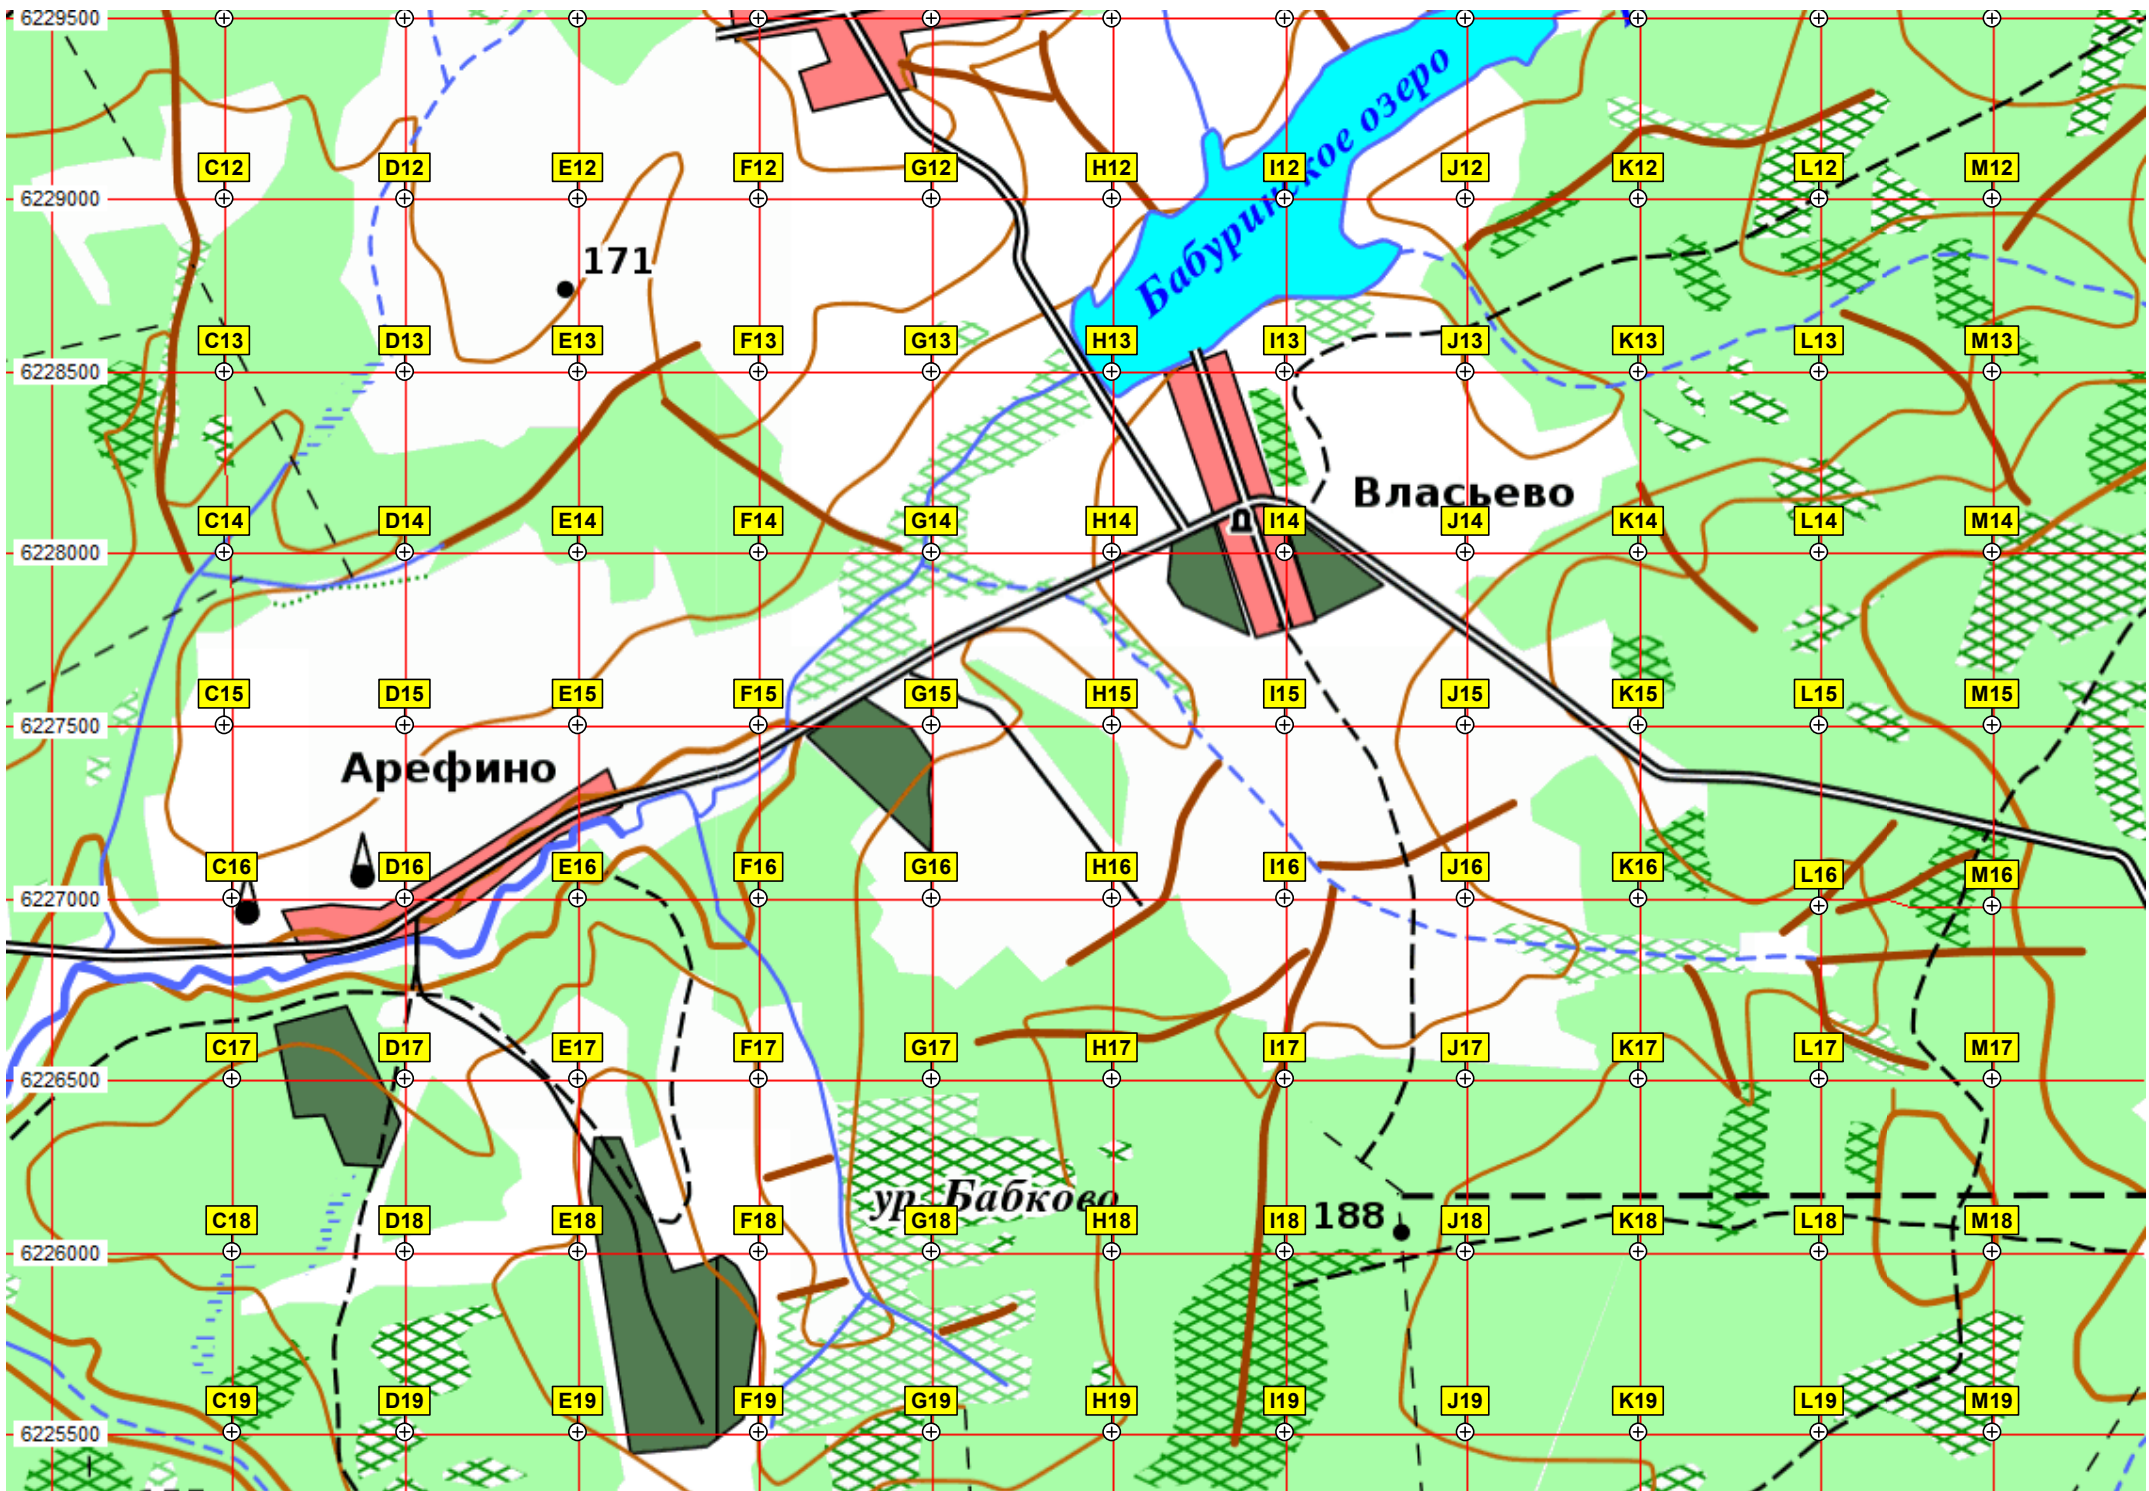 6229500
Бабуринское озеро
C12 D12 E12 F12 G12 H12 I12 J12 K12 L12 M12
6229000
171
C13 D13 E13 F13 G13 H13 I13 J13 K13 L13 M13
6228500
Власьево
C14 D14 E14 F14 G14 H14 Д I14 J14 K14 L14 M14
6228000
C15 D15 E15 F15 G15 H15 I15 J15 K15 L15 M15
6227500
Арефино
C16 D16 E16 F16 G16 H16 I16 J16 K16 L16 M16
6227000
C17 D17 E17 F17 G17 H17 I17 J17 K17 L17 M17
6226500
ур. Бабково
C18 D18 E18 F18 G18 H18 I18 188 J18 K18 L18 M18
6226000
C19 D19 E19 F19 G19 H19 I19 J19 K19 L19 M19
6225500